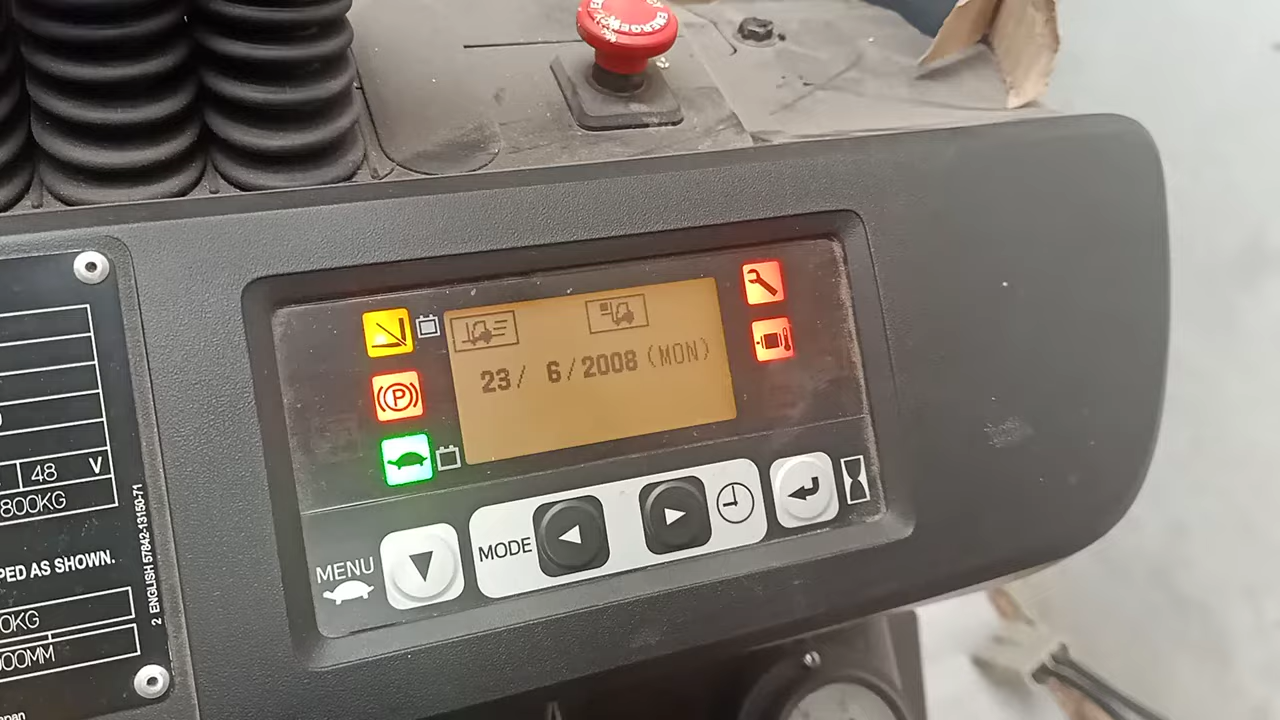 EMERGENCY
23/ 6/2008 (MON)
P
48 V
800KG
PED AS SHOWN.
0KG
00MM
2 ENGLISH 57842-13150-71
MENU
MODE